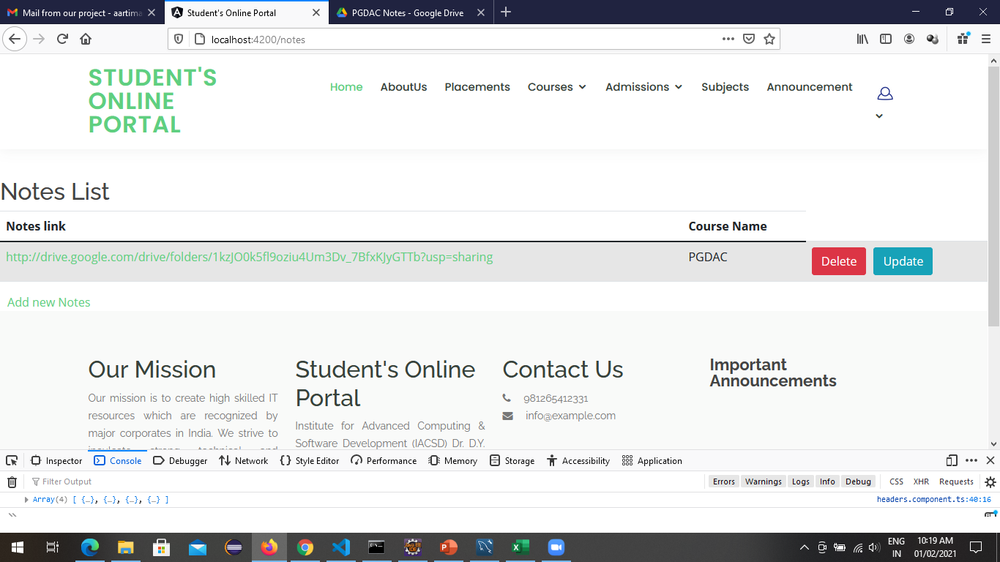 Mail from our project - aartima
Student's Online Portal
PGDAC Notes - Google Drive
localhost:4200/notes
STUDENT'S
ONLINE
PORTAL
Home AboutUs Placements Courses Admissions Subjects Announcement
Notes List
Notes link Course Name
http://drive.google.com/drive/folders/1kzJO0k5fl9oziu4Um3Dv_7BfxKJyGTTb?usp=sharing PGDAC Delete Update
Add new Notes
Our Mission
Our mission is to create high skilled IT
resources which are recognized by
major corporates in India. We strive to
inculcate strong technical and
Student's Online
Portal
Institute for Advanced Computing &
Software Development (IACSD) Dr. D.Y.
Contact Us
981265412331
info@example.com
Important
Announcements
Inspector Console Debugger Network Style Editor Performance Memory Storage Accessibility Application
Filter Output Errors Warnings Logs Info Debug CSS XHR Requests
Array(4) [ {…}, {…}, {…}, {…} ] headers.component.ts:40:16
ENG 10:19 AM
IN 01/02/2021